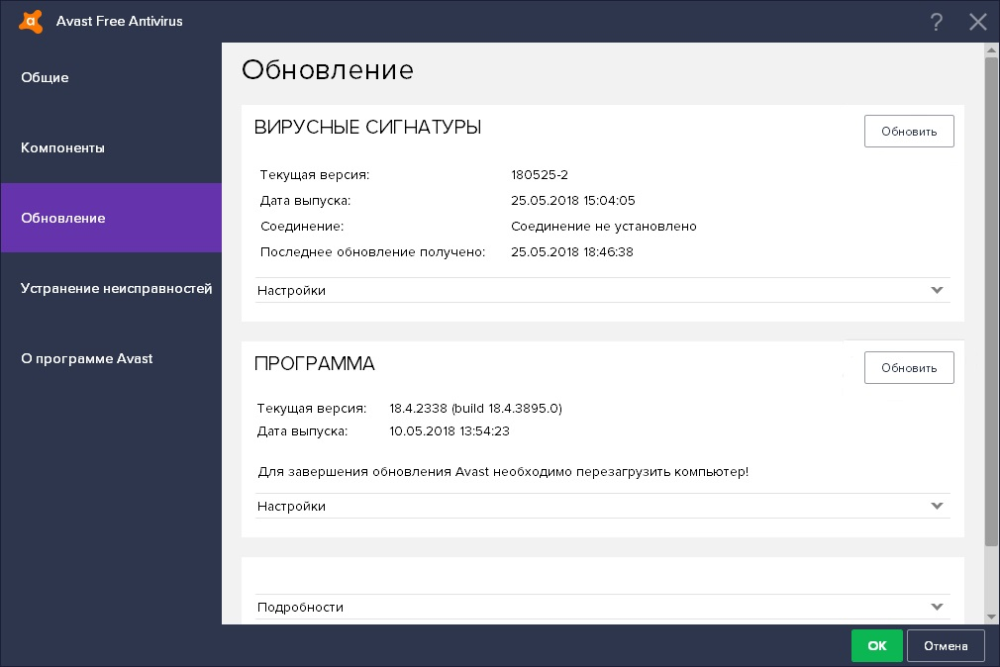 Avast Free Antivirus
?
Общие
Компоненты
Обновление
Устранение неисправностей
О программе Avast
Обновление
ВИРУСНЫЕ СИГНАТУРЫ
Обновить
Текущая версия: 180525-2
Дата выпуска: 25.05.2018 15:04:05
Соединение: Соединение не установлено
Последнее обновление получено: 25.05.2018 18:46:38
Настройки
ПРОГРАММА
Обновить
Текущая версия: 18.4.2338 (build 18.4.3895.0)
Дата выпуска: 10.05.2018 13:54:23
Для завершения обновления Avast необходимо перезагрузить компьютер!
Настройки
Подробности
ОК
Отмена